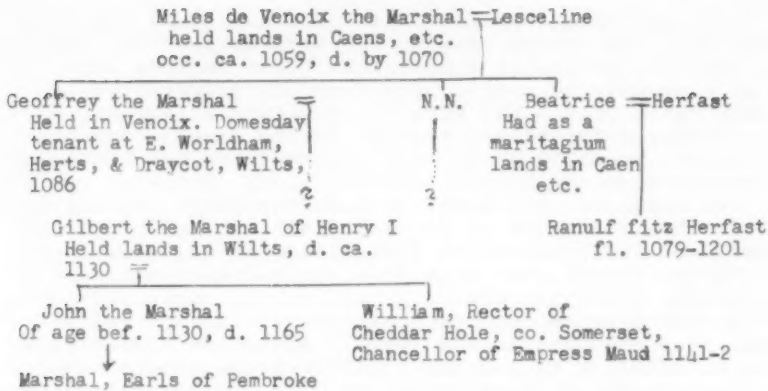 Miles de Venoix the Marshal = Lesceline
held lands in Caens, etc.
occ. ca. 1059, d. by 1070
Geoffrey the Marshal =
Held in Venoix. Domesday
tenant at E. Worldham,
Herts, & Draycot, Wilts,
1086
?
N.N.
?
Beatrice = Herfast
Had as a
maritagium
lands in Caen
etc.
Gilbert the Marshal of Henry I
Held lands in Wilts, d. ca.
1130 =
Ranulf fitz Herfast
fl. 1079-1201
John the Marshal
Of age bef. 1130, d. 1165
William, Rector of
Cheddar Hole, co. Somerset,
Chancellor of Empress Maud 1141-2
Marshal, Earls of Pembroke